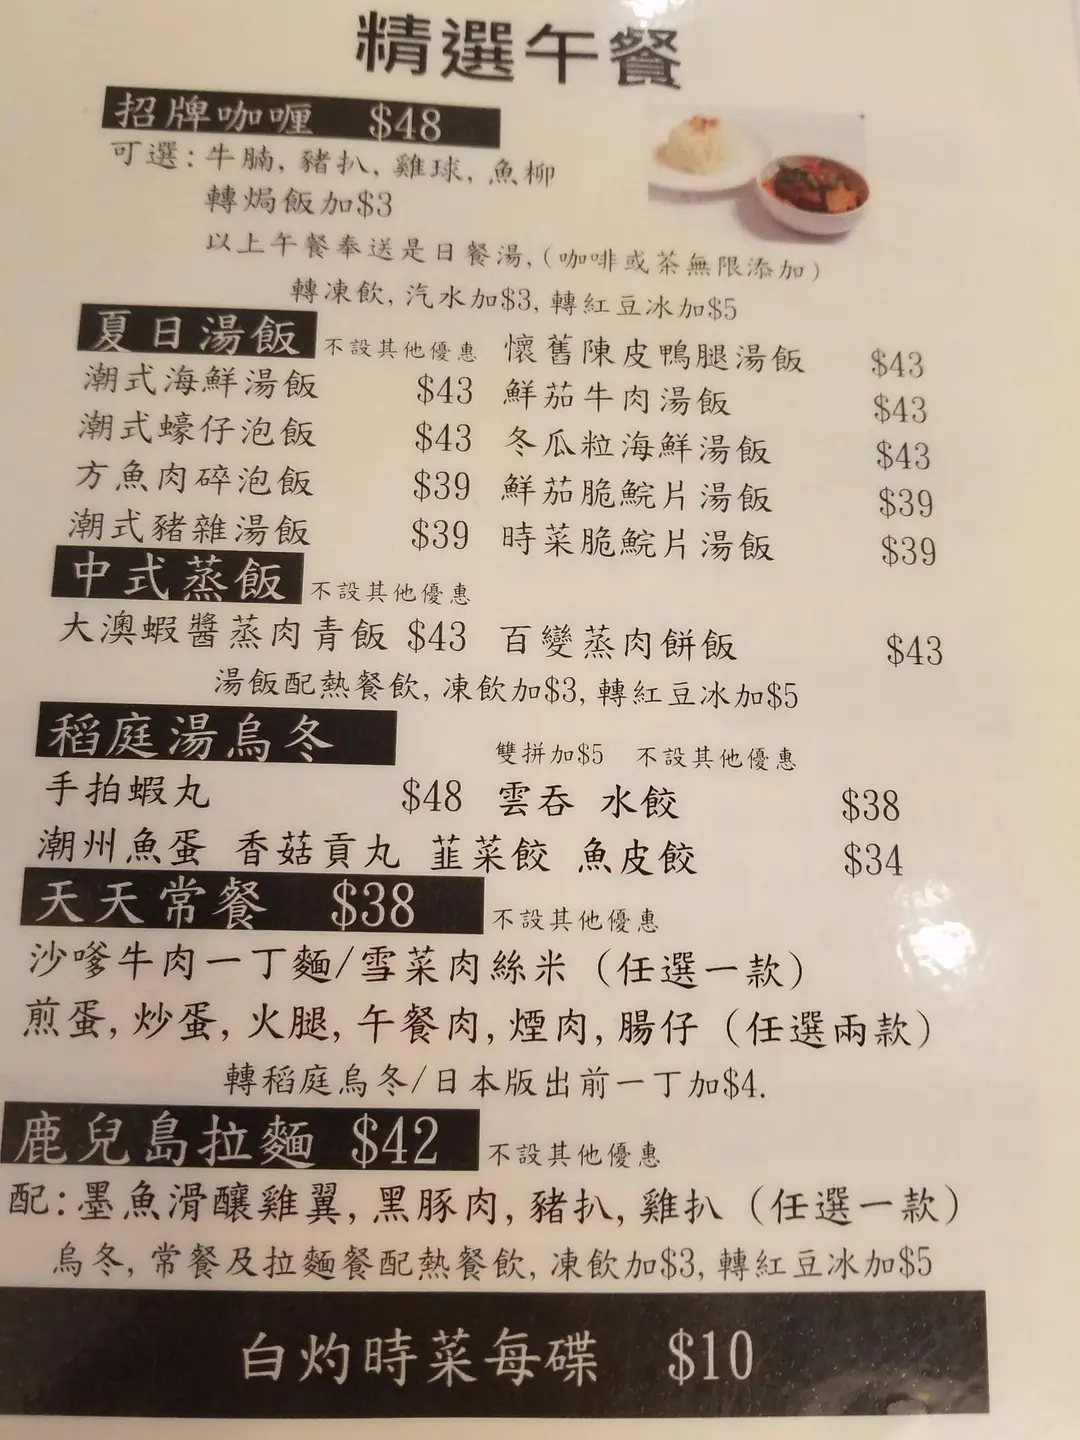 精選午餐
招牌咖喱 $48
可選:牛腩,豬扒,雞球,魚柳
轉焗飯加$3
以上午餐奉送是日餐湯,(咖啡或茶無限添加)
轉凍飲,汽水加$3,轉紅豆冰加$5
夏日湯飯 不設其他優惠 懷舊陳皮鴨腿湯飯 $43
潮式海鮮湯飯 $43 鮮茄牛肉湯飯 $43
潮式蠔仔泡飯 $43 冬瓜粒海鮮湯飯 $43
方魚肉碎泡飯 $39 鮮茄脆鯇片湯飯 $39
潮式豬雜湯飯 $39 時菜脆鯇片湯飯 $39
中式蒸飯 不設其他優惠
大澳蝦醬蒸肉青飯 $43 百變蒸肉餅飯 $43
湯飯配熱餐飲,凍飲加$3,轉紅豆冰加$5
稻庭湯烏冬 雙拼加$5 不設其他優惠
手拍蝦丸 $48 雲吞 水餃 $38
潮州魚蛋 香菇貢丸 韮菜餃 魚皮餃 $34
天天常餐 $38 不設其他優惠
沙嗲牛肉一丁麵/雪菜肉絲米 (任選一款)
煎蛋,炒蛋,火腿,午餐肉,煙肉,腸仔 (任選兩款)
轉稻庭烏冬/日本版出前一丁加$4.
鹿兒島拉麵 $42 不設其他優惠
配:墨魚滑釀雞翼,黑豚肉,豬扒,雞扒 (任選一款)
烏冬,常餐及拉麵餐配熱餐飲,凍飲加$3,轉紅豆冰加$5
白灼時菜每碟 $10